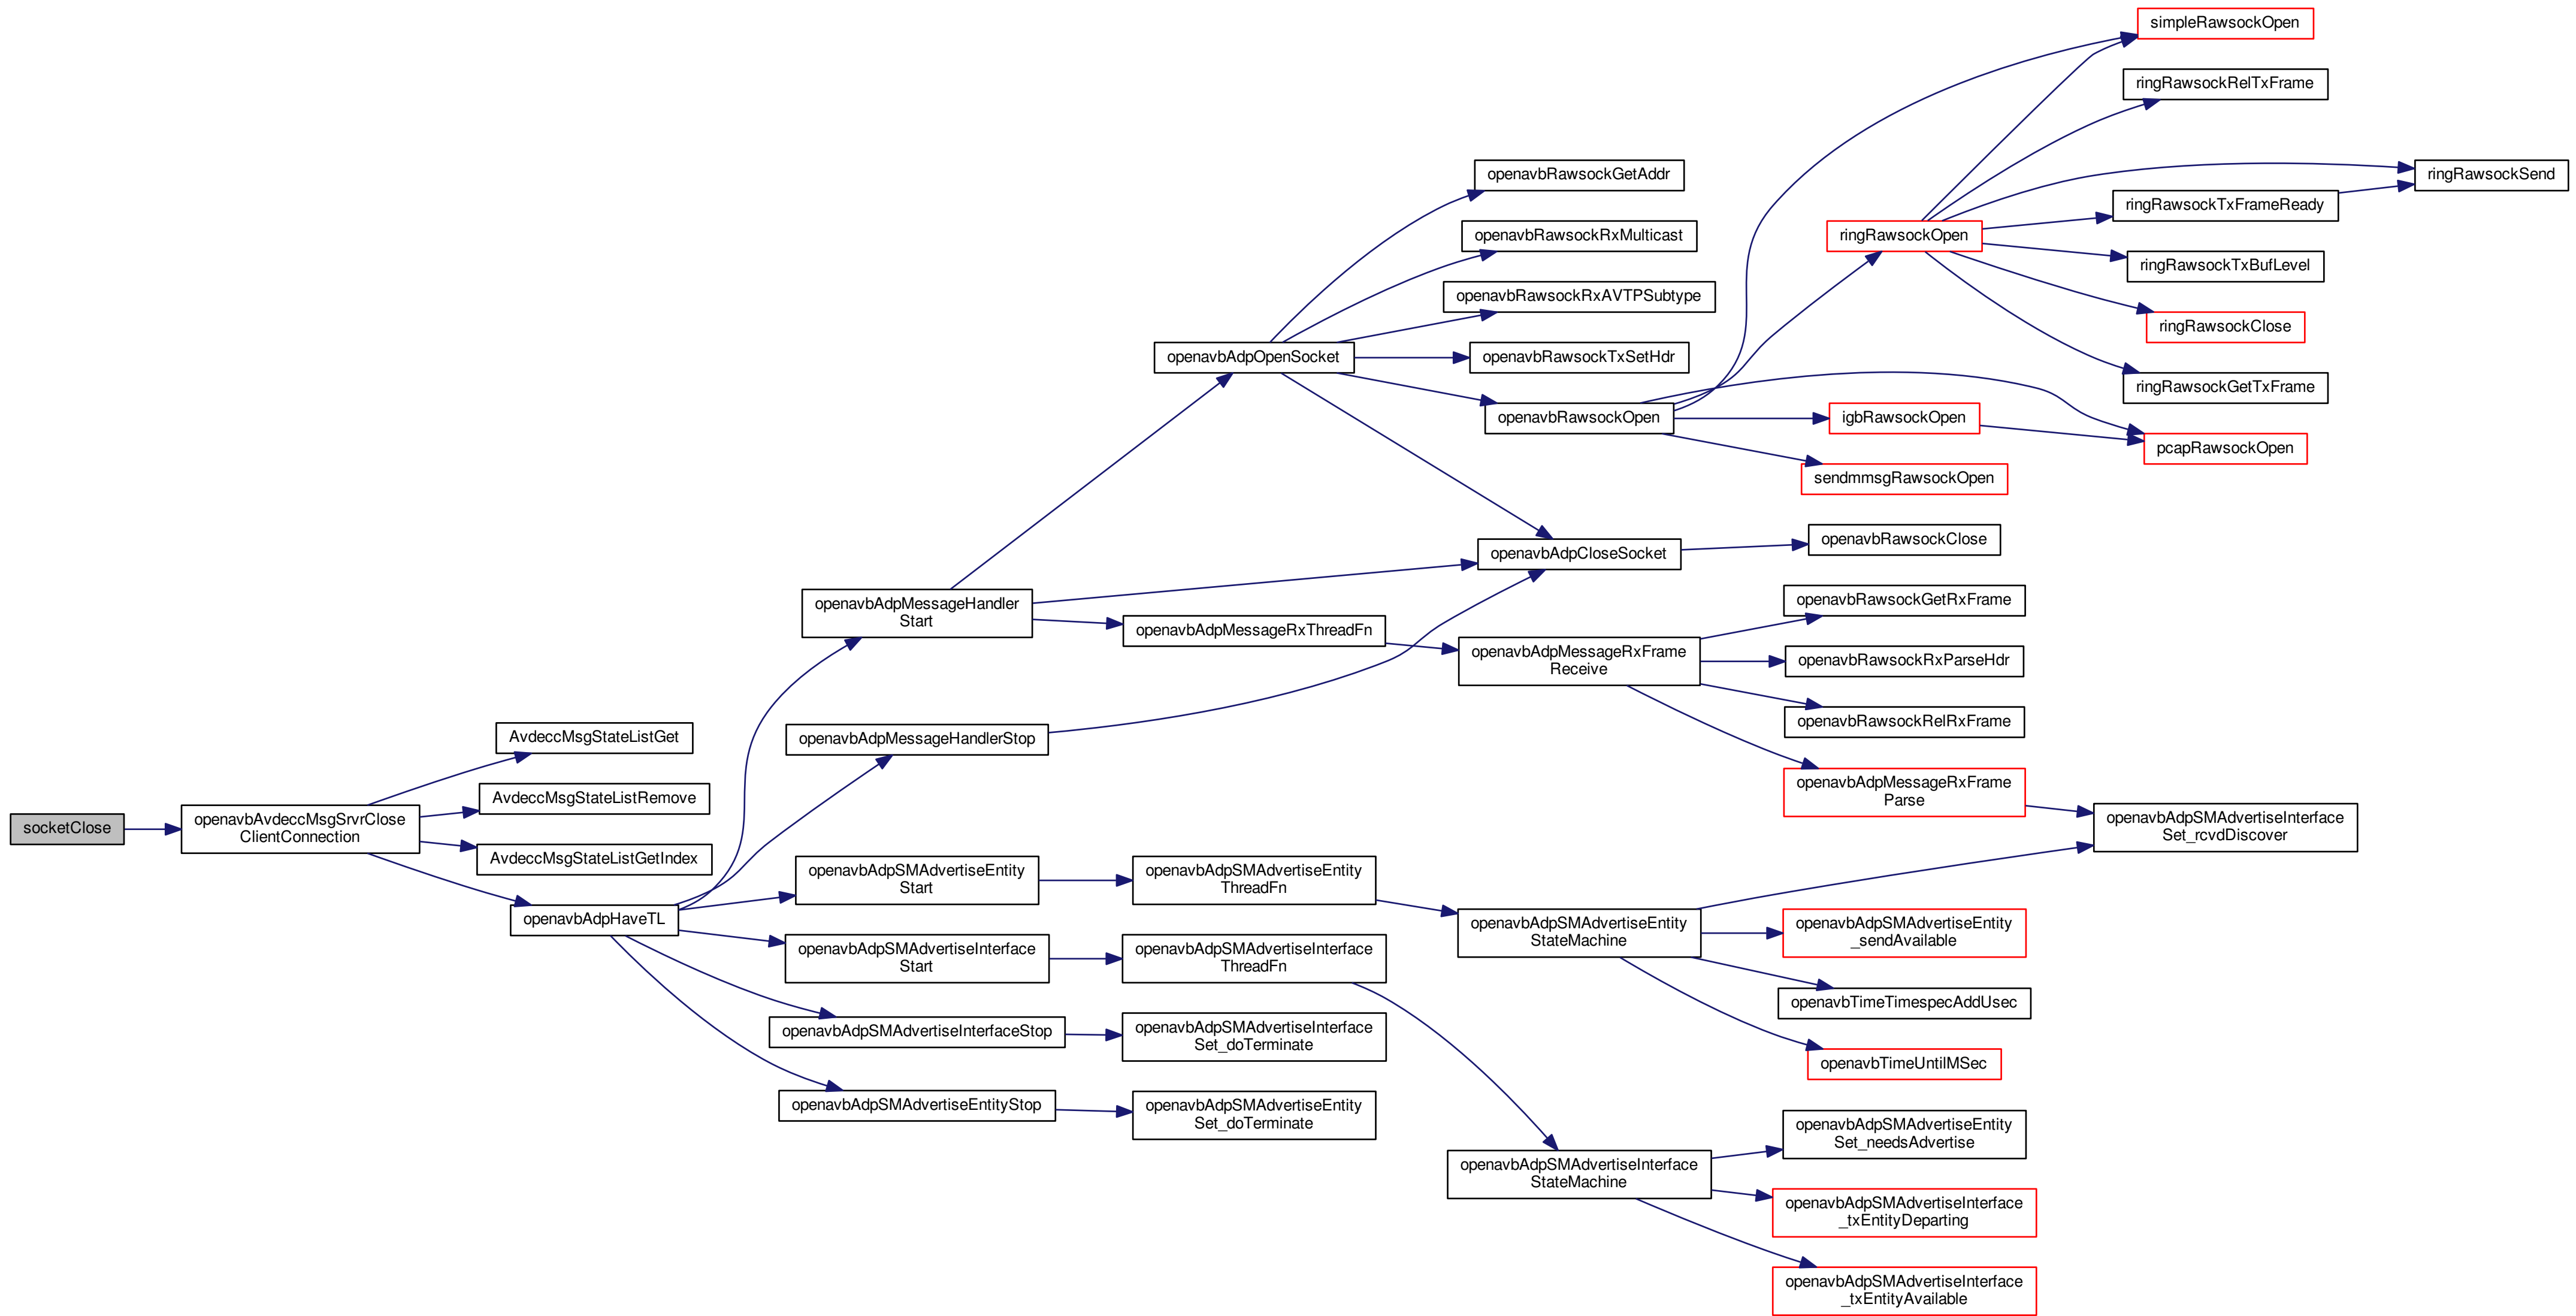 socketClose
openavbAvdeccMsgSrvrClose
ClientConnection
AvdeccMsgStateListGet
AvdeccMsgStateListRemove
AvdeccMsgStateListGetIndex
openavbAdpHaveTL
openavbAdpMessageHandler
Start
openavbAdpMessageHandlerStop
openavbAdpSMAdvertiseEntity
Start
openavbAdpSMAdvertiseInterface
Start
openavbAdpSMAdvertiseInterfaceStop
openavbAdpSMAdvertiseEntityStop
openavbAdpOpenSocket
openavbAdpMessageRxThreadFn
openavbAdpSMAdvertiseEntity
ThreadFn
openavbAdpSMAdvertiseInterface
ThreadFn
openavbAdpSMAdvertiseInterface
Set_doTerminate
openavbAdpSMAdvertiseEntity
Set_doTerminate
openavbRawsockGetAddr
openavbRawsockRxMulticast
openavbRawsockRxAVTPSubtype
openavbRawsockTxSetHdr
openavbRawsockOpen
openavbAdpCloseSocket
openavbAdpMessageRxFrame
Receive
openavbAdpSMAdvertiseEntity
StateMachine
openavbAdpSMAdvertiseInterface
StateMachine
ringRawsockOpen
igbRawsockOpen
sendmmsgRawsockOpen
openavbRawsockClose
openavbRawsockGetRxFrame
openavbRawsockRxParseHdr
openavbRawsockRelRxFrame
openavbAdpMessageRxFrame
Parse
openavbAdpSMAdvertiseEntity
_sendAvailable
openavbTimeTimespecAddUsec
openavbTimeUntilMSec
openavbAdpSMAdvertiseEntity
Set_needsAdvertise
openavbAdpSMAdvertiseInterface
_txEntityDeparting
openavbAdpSMAdvertiseInterface
_txEntityAvailable
simpleRawsockOpen
ringRawsockRelTxFrame
ringRawsockTxFrameReady
ringRawsockTxBufLevel
ringRawsockClose
ringRawsockGetTxFrame
pcapRawsockOpen
openavbAdpSMAdvertiseInterface
Set_rcvdDiscover
ringRawsockSend